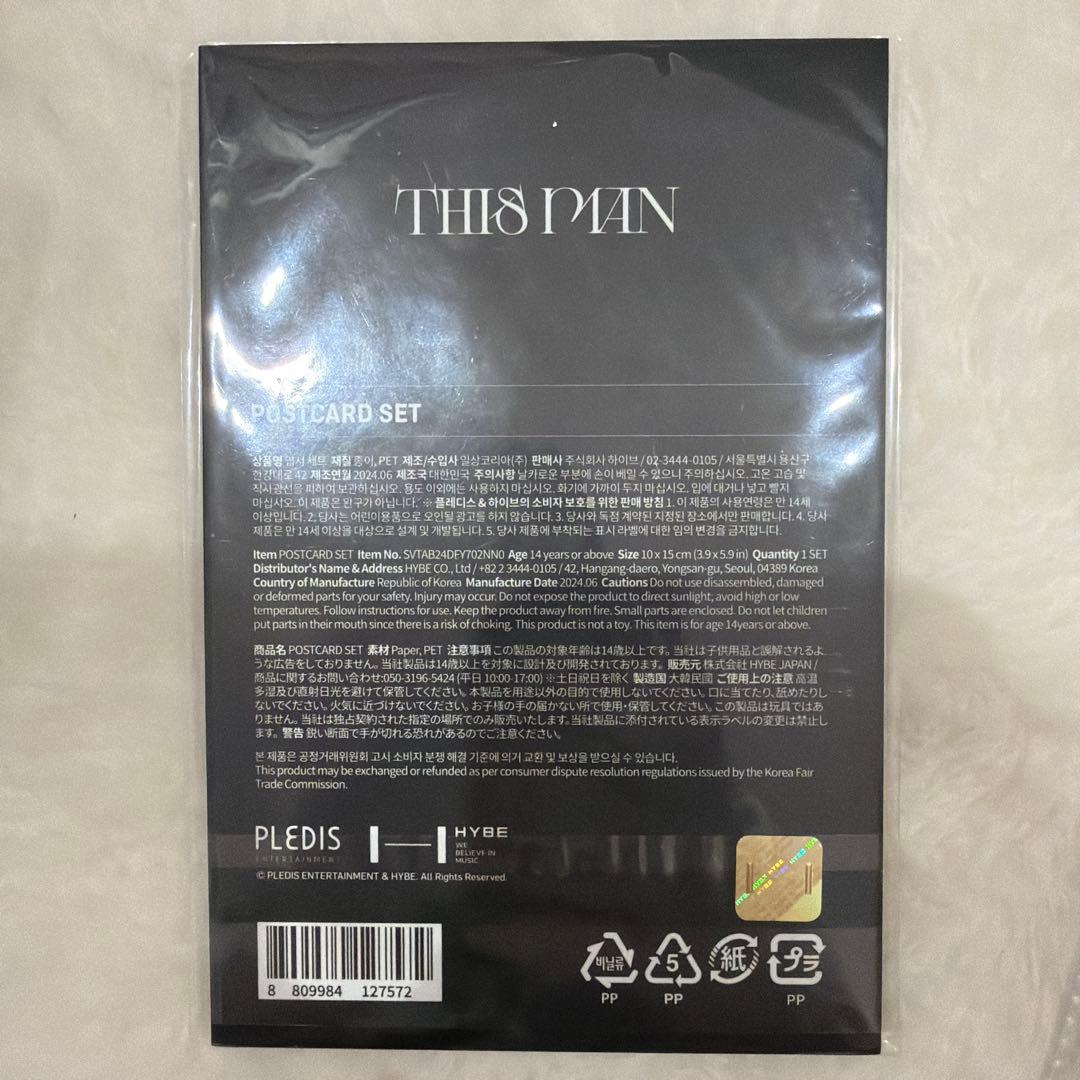 THIS MAN
POSTCARD SET
상품명 엽서 세트 재질 종이, PET 제조/수입사 일상코리아(주) 판매사 주식회사 하이브 / 02-3444-0105 / 서울특별시 용산구
한강대로 42 제조연월 2024.06 제조국 대한민국 주의사항 날카로운 부분에 손이 베일 수 있으니 주의하십시오. 고온 고습 및
직사광선을 피하여 보관하십시오. 용도 이외에는 사용하지 마십시오. 화기에 가까이 두지 마십시오. 입에 대거나 넣고 빨지
마십시오. 이 제품은 완구가 아닙니다. ※ 플레디스 & 하이브의 소비자 보호를 위한 판매 방침 1. 이 제품의 사용연령은 만 14세
이상입니다. 2. 당사는 어린이용품으로 오인될 광고를 하지 않습니다. 3. 당사와 독점 계약된 지정된 장소에서만 판매합니다. 4. 당사
제품은 만 14세 이상을 대상으로 설계 및 개발됩니다. 5. 당사 제품에 부착되는 표시 라벨에 대한 임의 변경을 금지합니다.
Item POSTCARD SET Item No. SVTAB24DFY702NN0 Age 14 years or above Size 10 x 15 cm (3.9 x 5.9 in) Quantity 1 SET
Distributor's Name & Address HYBE CO., Ltd / +82 2 3444-0105 / 42, Hangang-daero, Yongsan-gu, Seoul, 04389 Korea
Country of Manufacture Republic of Korea Manufacture Date 2024.06 Cautions Do not use disassembled, damaged
or deformed parts for your safety. Injury may occur. Do not expose the product to direct sunlight, avoid high or low
temperatures. Follow instructions for use. Keep the product away from fire. Small parts are enclosed. Do not let children
put parts in their mouth since there is a risk of choking. This product is not a toy. This item is for age 14years or above.
商品名 POSTCARD SET 素材 Paper, PET 注意事項 この製品の対象年齢は14歳以上です。当社は子供用品と誤解されるよ
うな広告をしておりません。当社製品は14歳以上を対象に設計及び開発されております。販売元 株式会社 HYBE JAPAN /
商品に関するお問い合わせ:050-3196-5424 (平日 10:00-17:00) ※土日祝日を除く 製造国 大韓民國 ご使用上の注意 高温
多湿及び直射日光を避けて保管してください。本製品を用途以外の目的で使用しないでください。口に当てたり、舐めたりし
ないでください。火気に近づけないでください。お子様の手の届かない所で使用・保管してください。この製品は玩具ではあ
りません。当社は独占契約された指定の場所でのみ販売いたします。当社製品に添付されている表示ラベルの変更は禁止し
ます。警告 鋭い断面で手が切れる恐れがあるのでご注意ください。
본 제품은 공정거래위원회 고시 소비자 분쟁 해결 기준에 의거 교환 및 보상을 받으실 수 있습니다.
This product may be exchanged or refunded as per consumer dispute resolution regulations issued by the Korea Fair
Trade Commission.
PLEDIS
ENTERTAINMENT
HYBE
WE
BELIEVE IN
MUSIC
© PLEDIS ENTERTAINMENT & HYBE. All Rights Reserved.
HYBE HYBE HYBE
8 809984 127572
비닐류 5 紙 プラ
PP PP PP